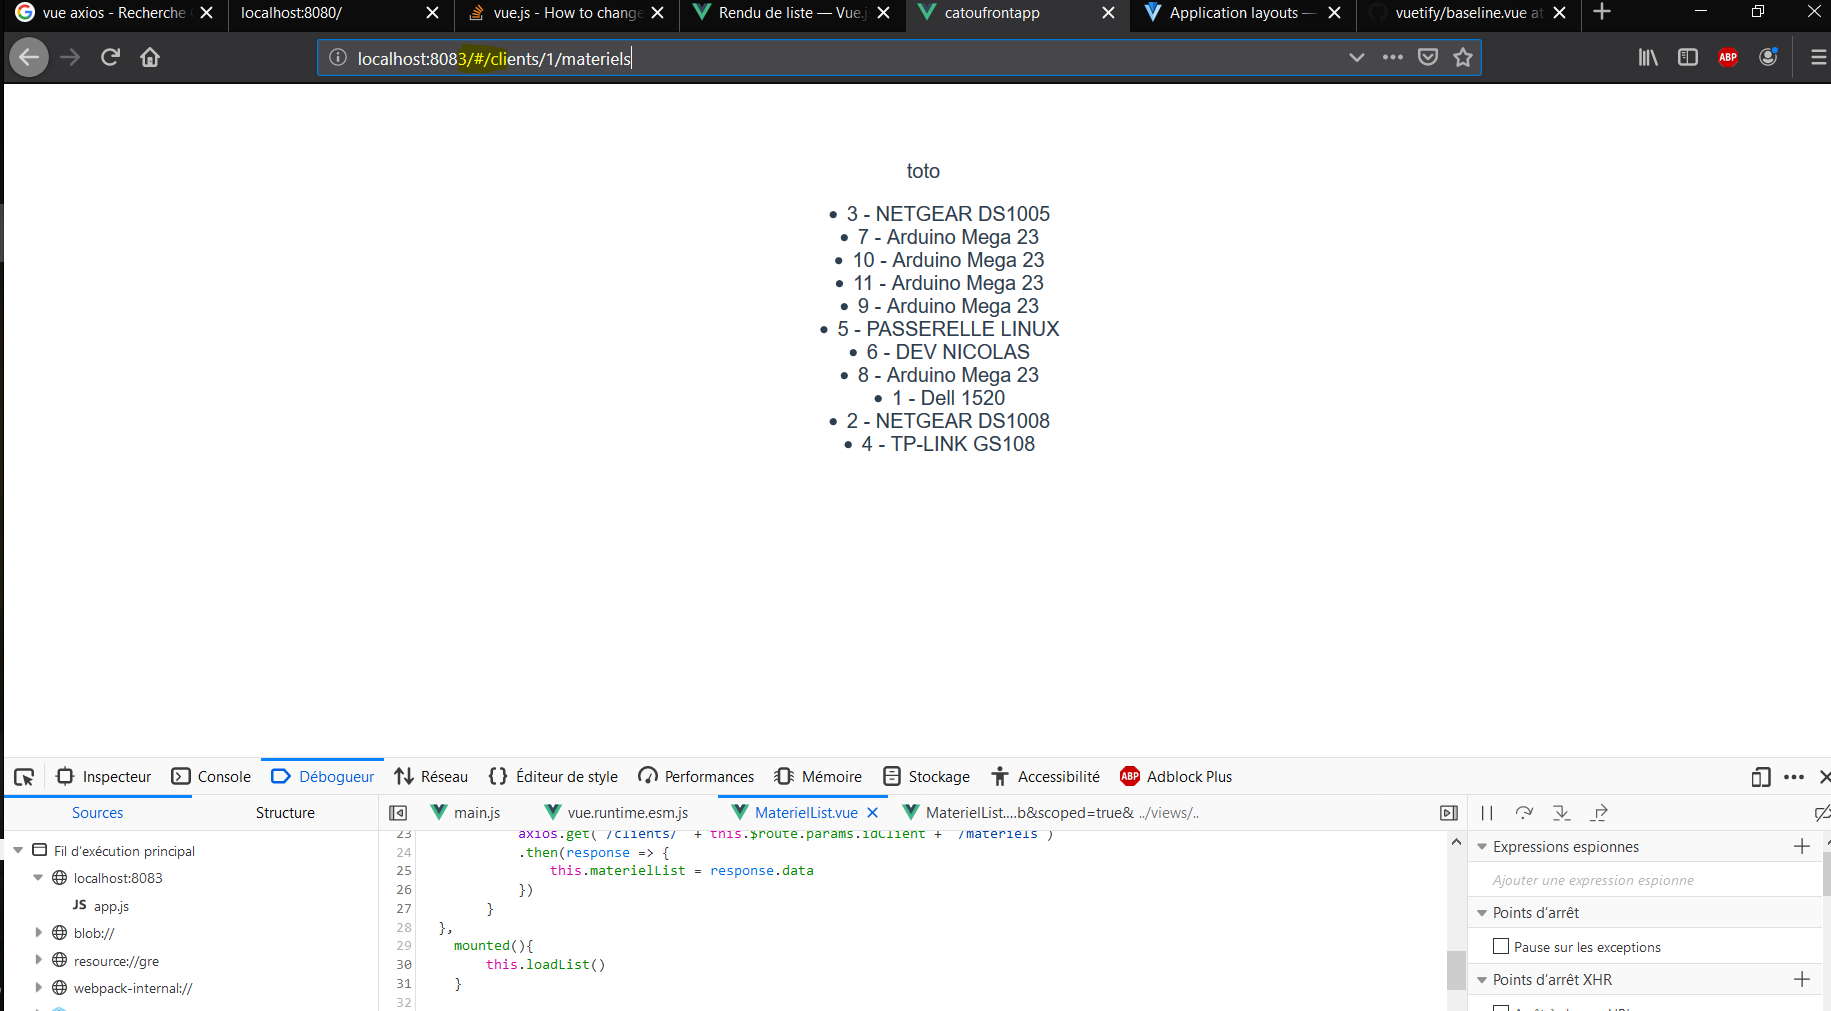 vue axios - Recherche
localhost:8080/
vue.js - How to change
Rendu de liste — Vue.j
catoufrontapp
Application layouts —
vuetify/baseline.vue at
localhost:8083/#/clients/1/materiels
ABP
toto
• 3 - NETGEAR DS1005
• 7 - Arduino Mega 23
• 10 - Arduino Mega 23
• 11 - Arduino Mega 23
• 9 - Arduino Mega 23
• 5 - PASSERELLE LINUX
• 6 - DEV NICOLAS
• 8 - Arduino Mega 23
• 1 - Dell 1520
• 2 - NETGEAR DS1008
• 4 - TP-LINK GS108
Inspecteur Console Débogueur Réseau Éditeur de style Performances Mémoire Stockage Accessibilité ABP Adblock Plus
Sources Structure
main.js vue.runtime.esm.js MaterielList.vue MaterielList....b&scoped=true& ../views/..
Fil d'exécution principal
localhost:8083
JS app.js
blob://
resource://gre
webpack-internal://
23 axios.get( /clients/ + this.$route.params.idClient + /materiels )
24 .then(response => {
25 this.materielList = response.data
26 })
27 }
28 },
29 mounted(){
30 this.loadList()
31 }
32
Expressions espionnes
Ajouter une expression espionne
Points d'arrêt
Pause sur les exceptions
Points d'arrêt XHR